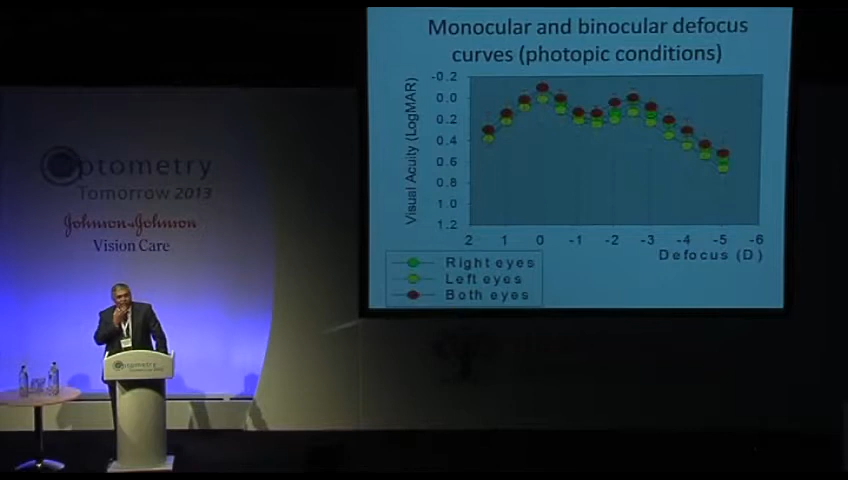 Monocular and binocular defocus
curves (photopic conditions)
Visual Acuity (LogMAR)
-0.2
0.0
0.2
0.4
0.6
0.8
1.0
1.2
2 1 0 -1 -2 -3 -4 -5 -6
Defocus (D)
Right eyes
Left eyes
Both eyes
Optometry
Tomorrow 2013
Johnson & Johnson
Vision Care
Optometry